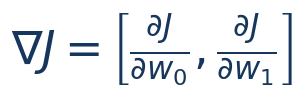 ∇J = [∂J/∂w₀, ∂J/∂w₁]